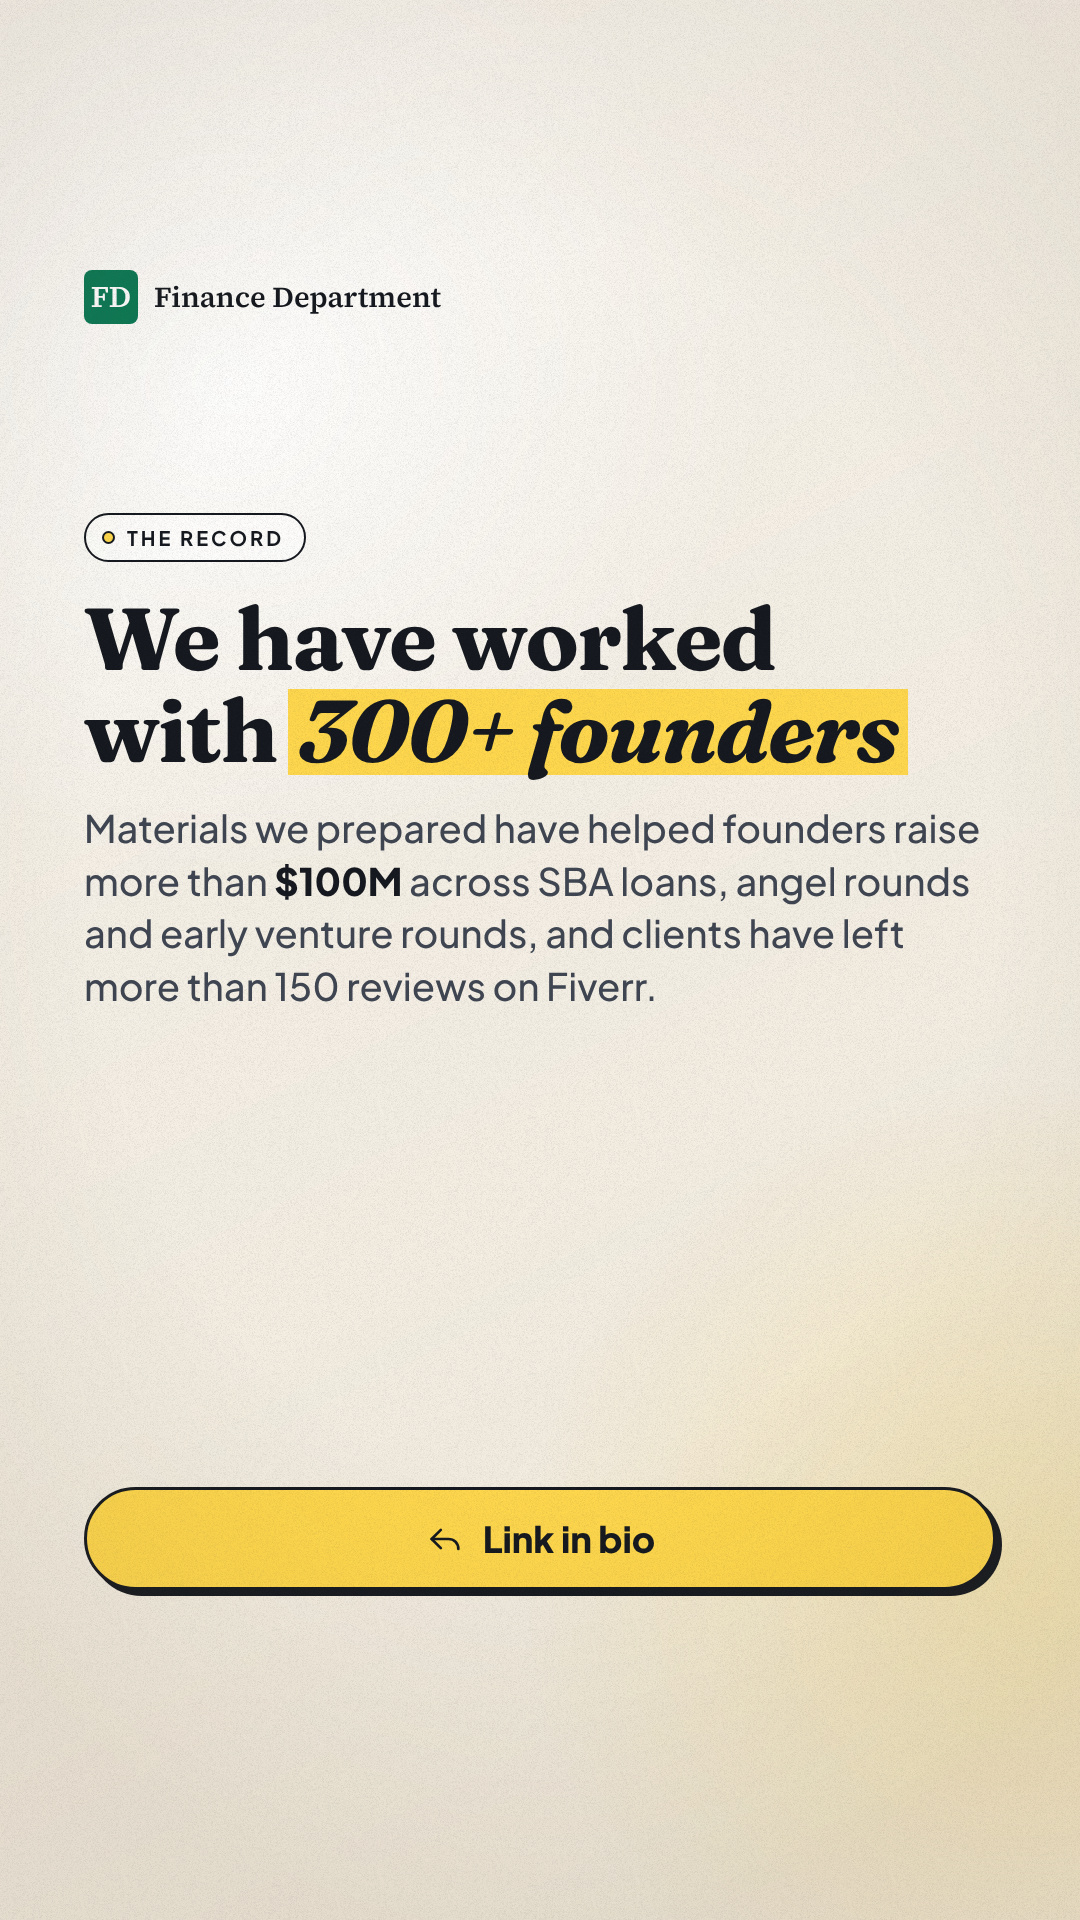 FD Finance Department
THE RECORD
We have worked
with 300+ founders
Materials we prepared have helped founders raise
more than $100M across SBA loans, angel rounds
and early venture rounds, and clients have left
more than 150 reviews on Fiverr.
Link in bio